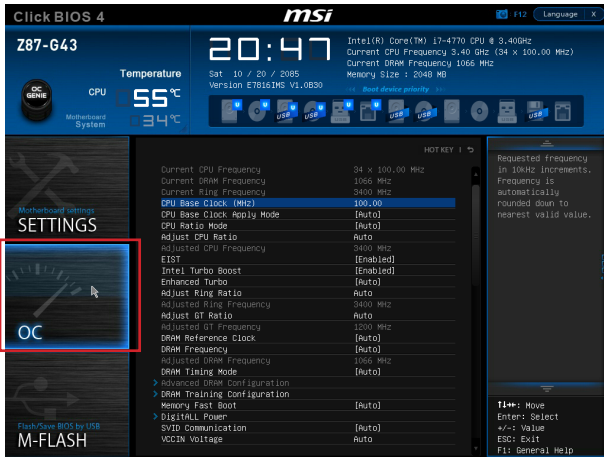 Click BIOS 4
msi
F12
Language
X
Z87-G43
OC
GENIE
Temperature
CPU
55°C
Motherboard
System
34°C
20:47
Sat 10 / 20 / 2085
Version E7816IMS V1.0B30
Intel(R) Core(TM) i7-4770 CPU @ 3.40GHz
Current CPU Frequency 3.40 GHz (34 x 100.00 MHz)
Current DRAM Frequency 1066 MHz
Memory Size : 2048 MB
Boot device priority
USB USB USB USB USB
Motherboard settings
SETTINGS
OC
Flash/Save BIOS by USB
M-FLASH
HOT KEY
Current CPU Frequency 34 x 100.00 MHz
Current DRAM Frequency 1066 MHz
Current Ring Frequency 3400 MHz
CPU Base Clock (MHz) 100.00
CPU Base Clock Apply Mode [Auto]
CPU Ratio Mode [Auto]
Adjust CPU Ratio Auto
Adjusted CPU Frequency 3400 MHz
EIST [Enabled]
Intel Turbo Boost [Enabled]
Enhanced Turbo [Auto]
Adjust Ring Ratio Auto
Adjusted Ring Frequency 3400 MHz
Adjust GT Ratio Auto
Adjusted GT Frequency 1200 MHz
DRAM Reference Clock [Auto]
DRAM Frequency [Auto]
Adjusted DRAM Frequency 1066 MHz
DRAM Timing Mode [Auto]
> Advanced DRAM Configuration
> DRAM Training Configuration
Memory Fast Boot [Auto]
> DigitALL Power
SVID Communication [Auto]
VCCIN Voltage Auto
Requested frequency
in 10kHz increments.
Frequency is
automatically
rounded down to
nearest valid value.
↑↓→←: Move
Enter: Select
+/-: Value
ESC: Exit
F1: General Help